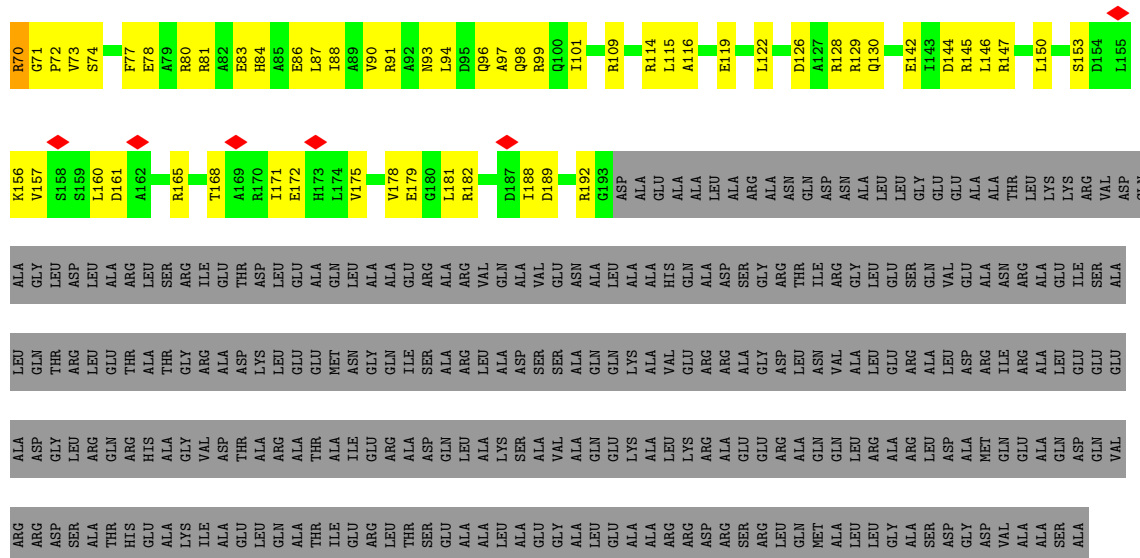 R70 G71 P72 V73 S74 F77 E78 A79 R80 R81 A82 E83 H84 A85 E86 L87 I88 A89 V90 R91 A92 N93 L94 D95 Q96 A97 Q98 R99 Q100 I101 R109 R114 L115 A116 E119 L122 D126 A127 R128 R129 Q130 E142 I143 D144 R145 L146 R147 L150 S153 D154 L155
K156 V157 S158 S159 L160 D161 A162 R165 T168 A169 R170 I171 E172 H173 L174 V175 V178 E179 G180 L181 R182 D187 I188 D189 R192 G193 ASP ALA GLU ALA ALA LEU ALA ARG ALA ASN GLN ASP ASN ALA LEU LEU GLY GLU GLU ALA ALA THR LEU LYS LYS ARG VAL ASP
ALA GLY LEU ASP LEU ALA ARG LEU SER ARG ILE GLU THR ASP LEU GLU ALA GLN LEU ALA ALA GLU ARG ALA ARG VAL GLN ALA VAL GLU ASN ALA LEU ALA ALA HIS GLN ALA ASP SER GLY ARG THR ILE ARG GLY LEU GLU SER GLN VAL GLU ALA ASN ARG ALA GLU ILE SER ALA
LEU GLN THR ARG LEU GLU THR ALA THR GLY ARG ALA ASP LYS LEU GLU GLU MET ASN GLY GLN ILE SER ALA ARG LEU ALA ASP SER SER ALA GLN GLN LYS ALA VAL GLU ARG ARG ALA GLY ASP LEU ASN VAL ALA LEU GLU ARG ALA LEU ASP ARG ILE ARG ALA LEU GLU GLU GLU
ALA ASP GLY LEU ARG GLN ARG HIS ALA GLY VAL ASP THR ALA ARG ALA THR ALA ILE GLU ARG ALA ASP GLN LEU ALA LYS SER ALA VAL ALA GLN GLU LYS ALA LEU LYS ARG ALA GLU GLU ARG ALA GLN GLN LEU ARG ALA ARG LEU ASP ALA MET GLN GLU ALA GLN ASP GLN VAL
ARG ARG ASP SER ALA THR HIS GLU ALA LYS ILE ALA GLU LEU GLN ALA THR ILE GLU ARG LEU THR SER GLU ALA ALA LEU ALA GLU GLY ALA LEU GLU ALA ALA ARG ARG ASP ARG SER ARG LEU GLN MET ALA LEU LEU GLY ALA SER ASP GLY ASP VAL ALA ALA SER ALA